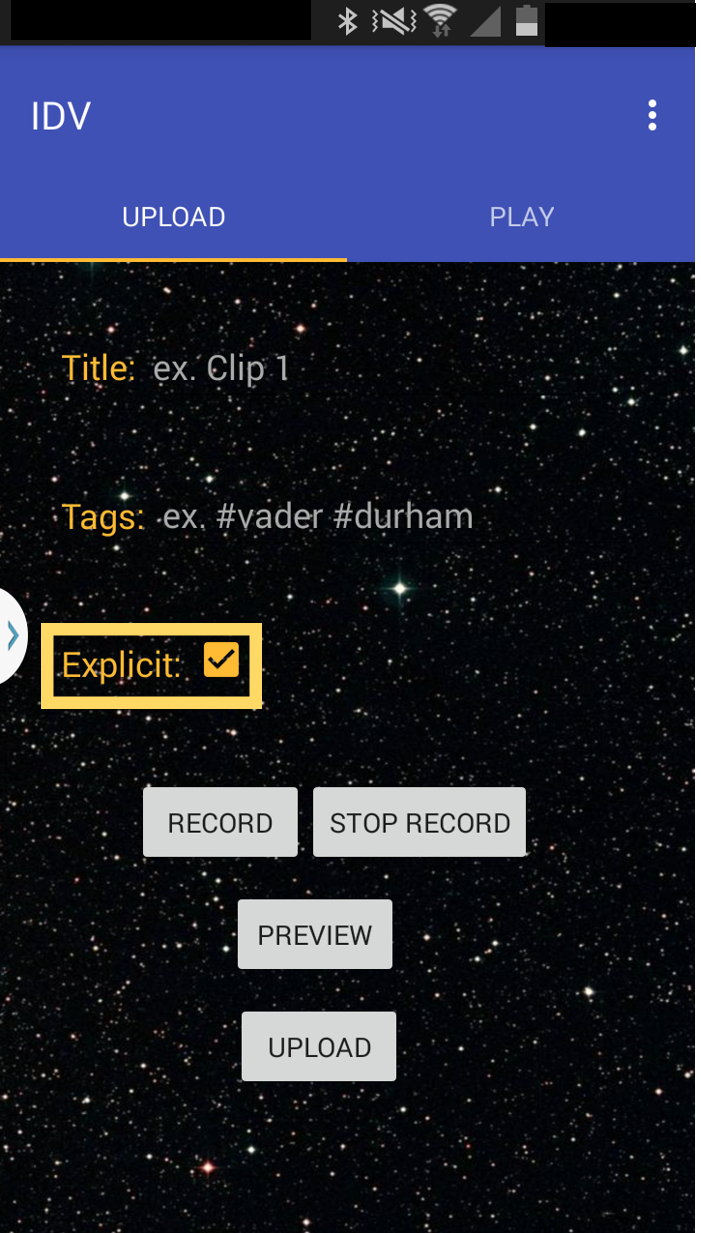 IDV
UPLOAD PLAY
Title: ex. Clip 1
Tags: ex. #vader #durham
Explicit:
RECORD STOP RECORD
PREVIEW
UPLOAD